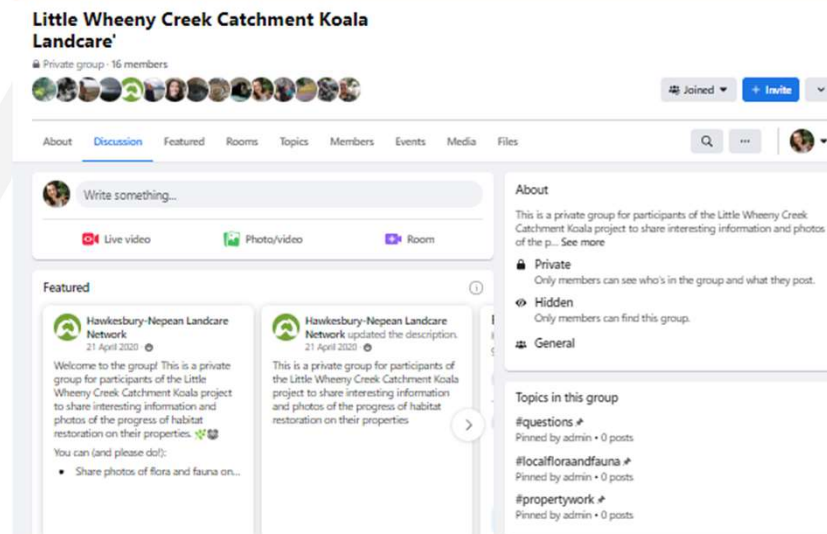 Little Wheeny Creek Catchment Koala
Landcare'
Private group · 16 members
Joined
+ Invite
About
Discussion
Featured
Rooms
Topics
Members
Events
Media
Files
Write something...
Live video
Photo/video
Room
Featured
Hawkesbury-Nepean Landcare
Network
21 April 2020 ·
Welcome to the group! This is a private
group for participants of the Little
Wheeny Creek Catchment Koala project
to share interesting information and
photos of the progress of habitat
restoration on their properties. 🌿🐨
You can (and please do!):
• Share photos of flora and fauna on...
Hawkesbury-Nepean Landcare
Network updated the description.
21 April 2020 ·
This is a private group for participants of
the Little Wheeny Creek Catchment Koala
project to share interesting information
and photos of the progress of habitat
restoration on their properties
About
This is a private group for participants of the Little Wheeny Creek
Catchment Koala project to share interesting information and photos
of the p... See more
Private
Only members can see who's in the group and what they post.
Hidden
Only members can find this group.
General
Topics in this group
#questions
Pinned by admin • 0 posts
#localfloraandfauna
Pinned by admin • 0 posts
#propertywork
Pinned by admin • 0 posts